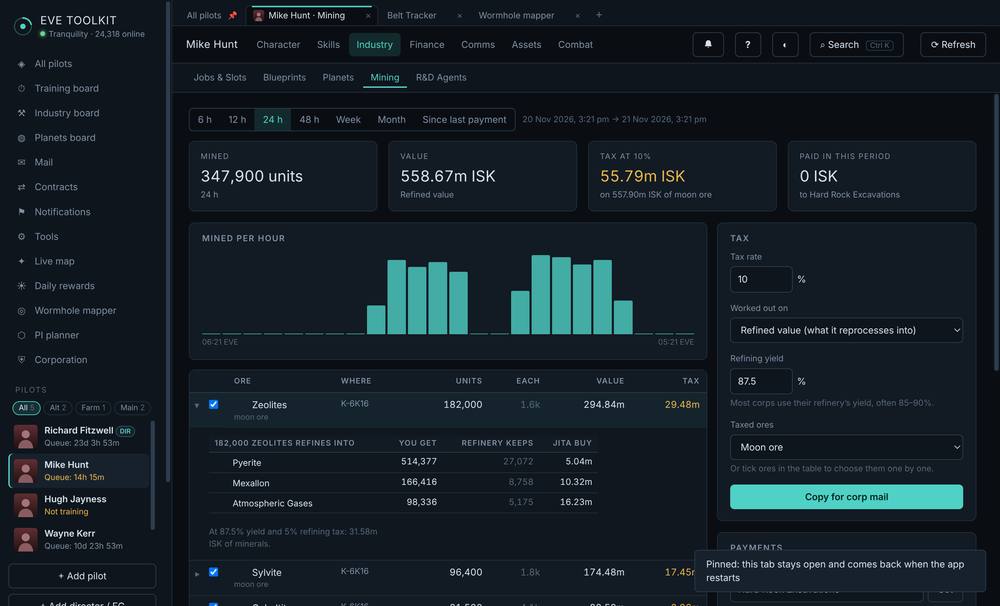 EVE TOOLKIT
Tranquility · 24,318 online
All pilots
Training board
Industry board
Planets board
Mail
Contracts
Notifications
Tools
Live map
Daily rewards
Wormhole mapper
PI planner
Corporation
PILOTS
All 5 Alt 2 Farm 1 Main 2
Richard Fitzwell DIR
Queue: 23d 3h 53m
Mike Hunt
Queue: 14h 15m
Hugh Jayness
Not training
Wayne Kerr
Queue: 10d 23h 53m
+ Add pilot
+ Add director / FC
All pilots Mike Hunt · Mining × Belt Tracker × Wormhole mapper × +
Mike Hunt Character Skills Industry Finance Comms Assets Combat ? Search Ctrl K Refresh
Jobs & Slots Blueprints Planets Mining R&D Agents
6 h 12 h 24 h 48 h Week Month Since last payment 20 Nov 2026, 3:21 pm → 21 Nov 2026, 3:21 pm
MINED
347,900 units
24 h
VALUE
558.67m ISK
Refined value
TAX AT 10%
55.79m ISK
on 557.90m ISK of moon ore
PAID IN THIS PERIOD
0 ISK
to Hard Rock Excavations
MINED PER HOUR
06:21 EVE 05:21 EVE
ORE WHERE UNITS EACH VALUE TAX
Zeolites K-6K16 182,000 1.6k 294.84m 29.48m
moon ore
182,000 ZEOLITES REFINES INTO YOU GET REFINERY KEEPS JITA BUY
Pyerite 514,377 27,072 5.04m
Mexallon 166,416 8,758 10.32m
Atmospheric Gases 98,336 5,175 16.23m
At 87.5% yield and 5% refining tax: 31.58m
ISK of minerals.
Sylvite K-6K16 96,400 1.8k 174.48m 17.45m
moon ore
TAX
Tax rate
10 %
Worked out on
Refined value (what it reprocesses into)
Refining yield
87.5 %
Most corps use their refinery's yield, often 85–90%.
Taxed ores
Moon ore
Or tick ores in the table to choose them one by one.
Copy for corp mail
PAYMENTS
Pinned: this tab stays open and comes back when the app
restarts